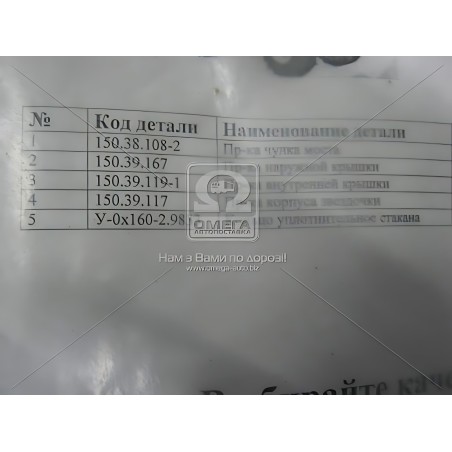 № Код детали Наименование детали
1 150.38.108-2 Пр-ка чулка моста
2 150.39.167 наружной крышки
3 150.39.119-1 внутренней крышки
4 150.39.117 корпуса звездочки
5 У-0х160-2.98 уплотнительное стакана
ОМЕГА
АВТОПОСТАВКА
Нам з Вами по дорозі!
www.omega-auto.biz